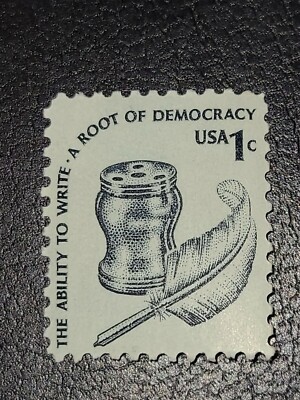 THE ABILITY TO WRITE · A ROOT OF DEMOCRACY
USA 1c